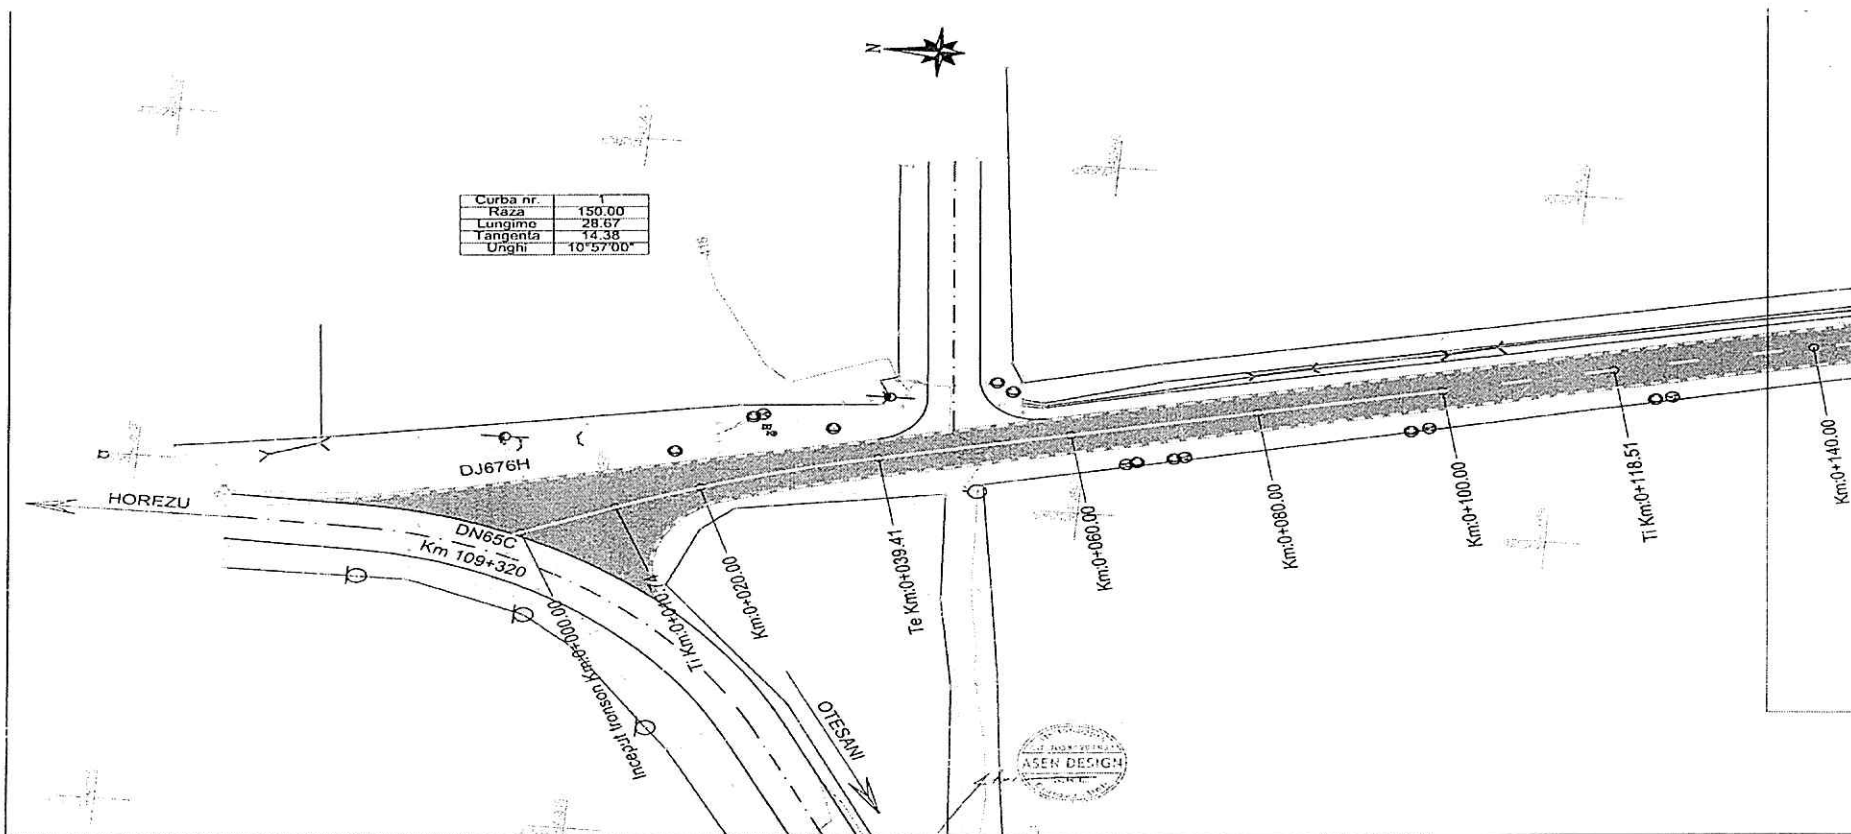 N
Curba nr. 1
Raza 150.00
Lungime 28.67
Tangenta 14.38
Unghi 10°57'00"
DJ676H
HOREZU
DN65C
Km 109+320
Inceput tronson Km:0+000.00
Ti Km:0+010.74
Km:0+020.00
Te Km:0+039.41
Km:0+060.00
Km:0+080.00
Km:0+100.00
Ti Km:0+118.51
Km:0+140.00
OTESANI
ASEN DESIGN